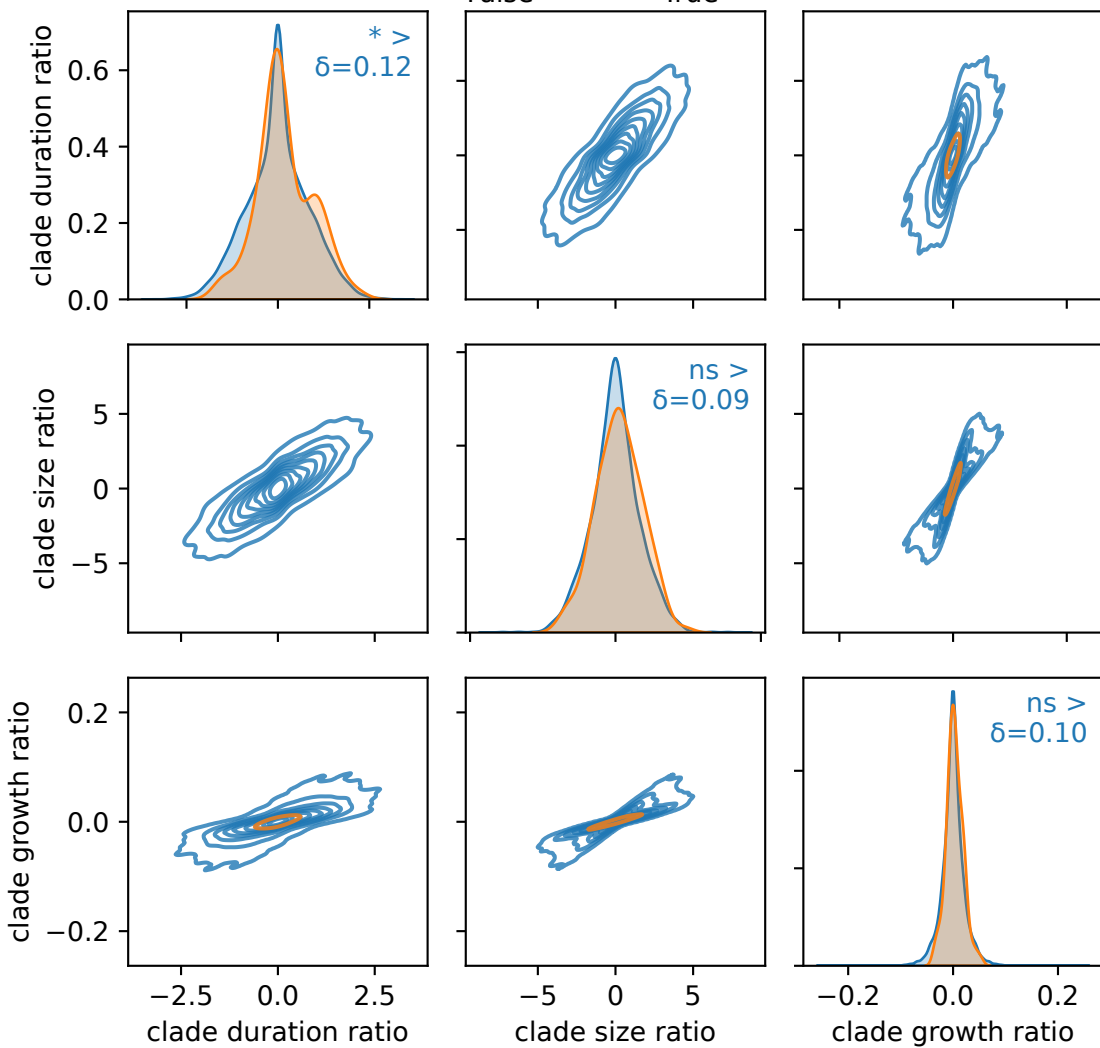 * >
δ=0.12
0.6
0.4
0.2
0.0
clade duration ratio
ns >
δ=0.09
5
0
−5
clade size ratio
ns >
δ=0.10
0.2
0.0
−0.2
clade growth ratio
−2.5 0.0 2.5
−5 0 5
−0.2 0.0 0.2
clade duration ratio
clade size ratio
clade growth ratio